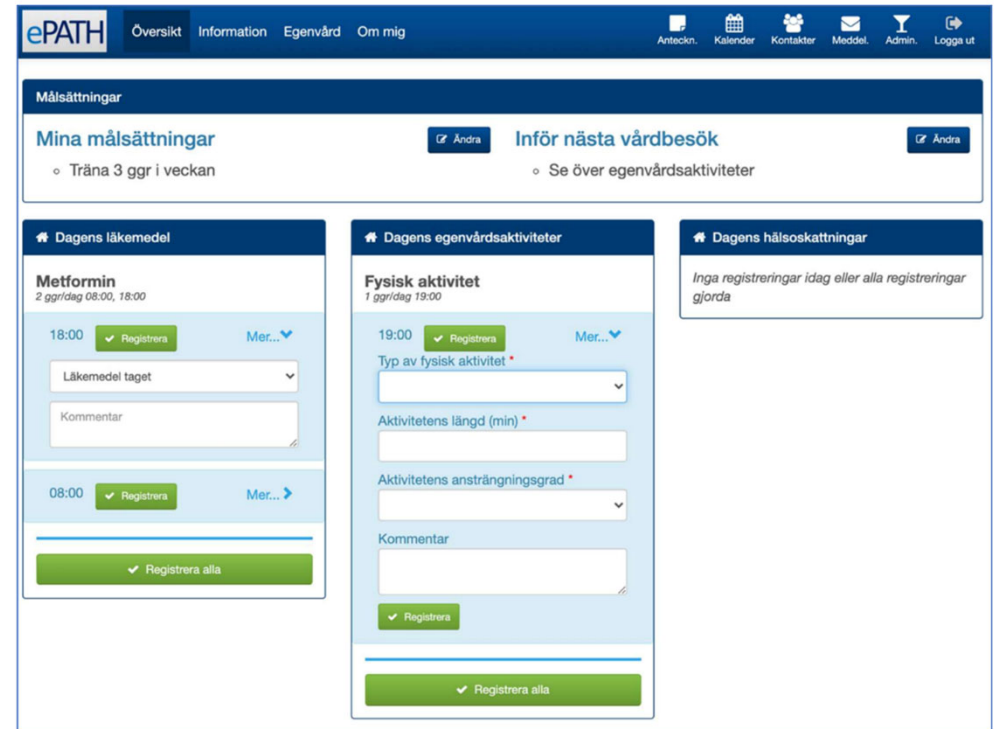 ePATH
Översikt Information Egenvård Om mig
Anteckn. Kalender Kontakter Meddel. Admin. Logga ut
Målsättningar
Mina målsättningar
Ändra
Träna 3 ggr i veckan
Inför nästa vårdbesök
Ändra
Se över egenvårdsaktiviteter
Dagens läkemedel
Metformin
2 ggr/dag 08:00, 18:00
18:00 Registrera Mer...
Läkemedel taget
Kommentar
08:00 Registrera Mer...
Registrera alla
Dagens egenvårdsaktiviteter
Fysisk aktivitet
1 ggr/dag 19:00
19:00 Registrera Mer...
Typ av fysisk aktivitet *
Aktivitetens längd (min) *
Aktivitetens ansträngningsgrad *
Kommentar
Registrera
Registrera alla
Dagens hälsoskattningar
Inga registreringar idag eller alla registreringar
gjorda